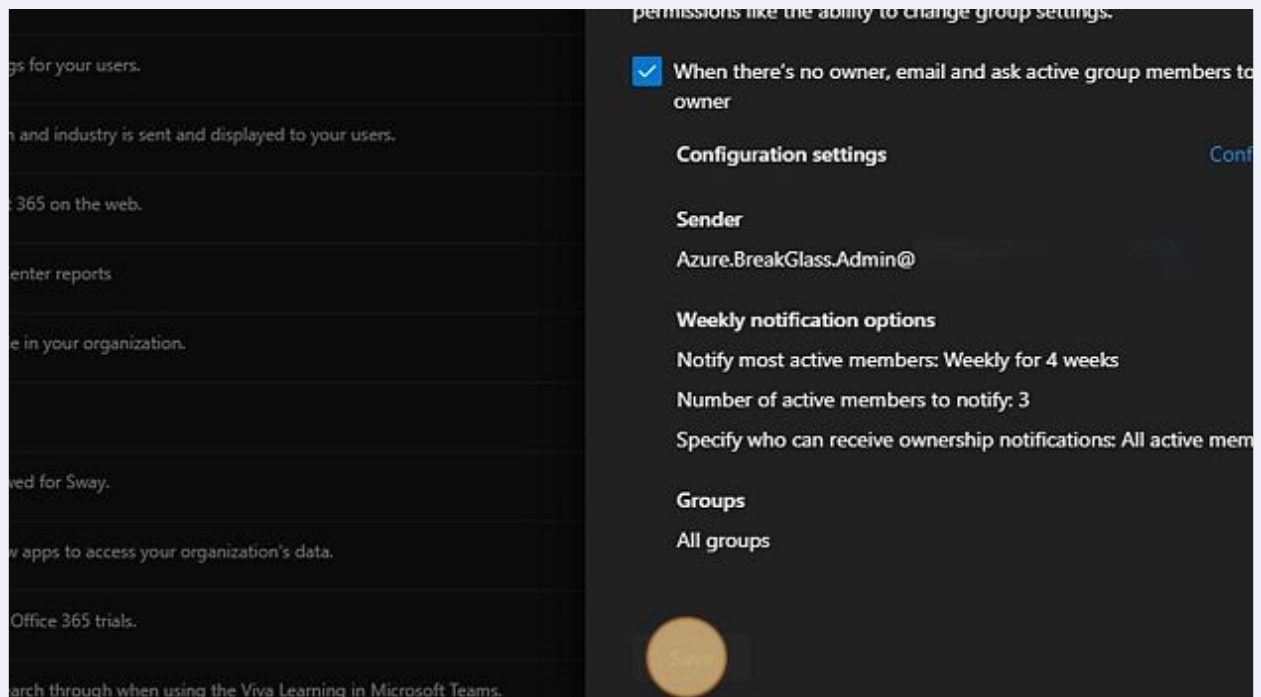 permissions like the ability to change group settings.
gs for your users.
When there's no owner, email and ask active group members to
owner
and industry is sent and displayed to your users.
Configuration settings
Conf
365 on the web.
Sender
Azure.BreakGlass.Admin@
enter reports
Weekly notification options
e in your organization.
Notify most active members: Weekly for 4 weeks
Number of active members to notify: 3
Specify who can receive ownership notifications: All active mem
ved for Sway.
Groups
All groups
w apps to access your organization's data.
Office 365 trials.
Save
arch through when using the Viva Learning in Microsoft Teams.